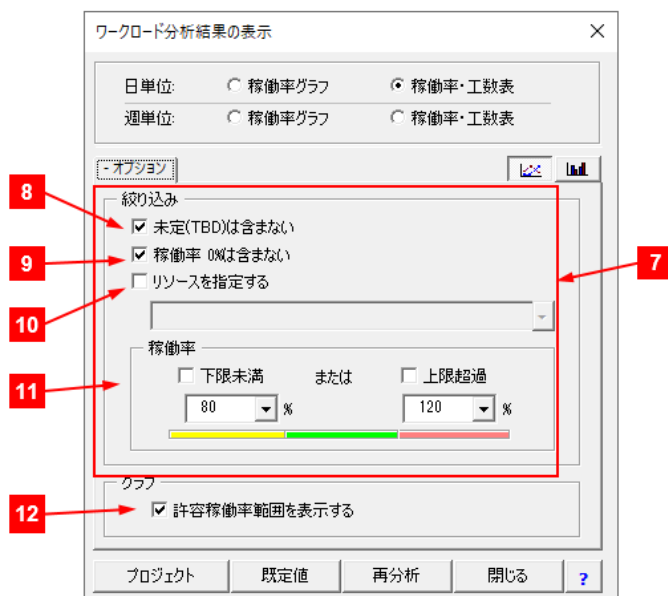 ワークロード分析結果の表示
日単位: 稼働率グラフ 稼働率・工数表
週単位: 稼働率グラフ 稼働率・工数表
- オプション
8 絞り込み
未定(TBD)は含まない
9 稼働率 0%は含まない 7
リソースを指定する
10
稼働率
11 下限未満 または 上限超過
80 % 120 %
グラフ
12 許容稼働率範囲を表示する
プロジェクト 既定値 再分析 閉じる ?